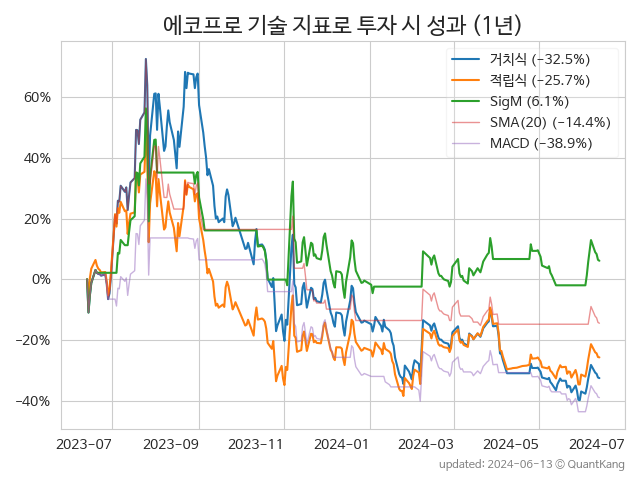 에코프로 기술 지표로 투자 시 성과 (1년)
거치식 (−32.5%)
적립식 (−25.7%)
SigM (6.1%)
SMA(20) (−14.4%)
MACD (−38.9%)
60%
40%
20%
0%
−20%
−40%
2023-07
2023-09
2023-11
2024-01
2024-03
2024-05
2024-07
updated: 2024-06-13 © QuantKang